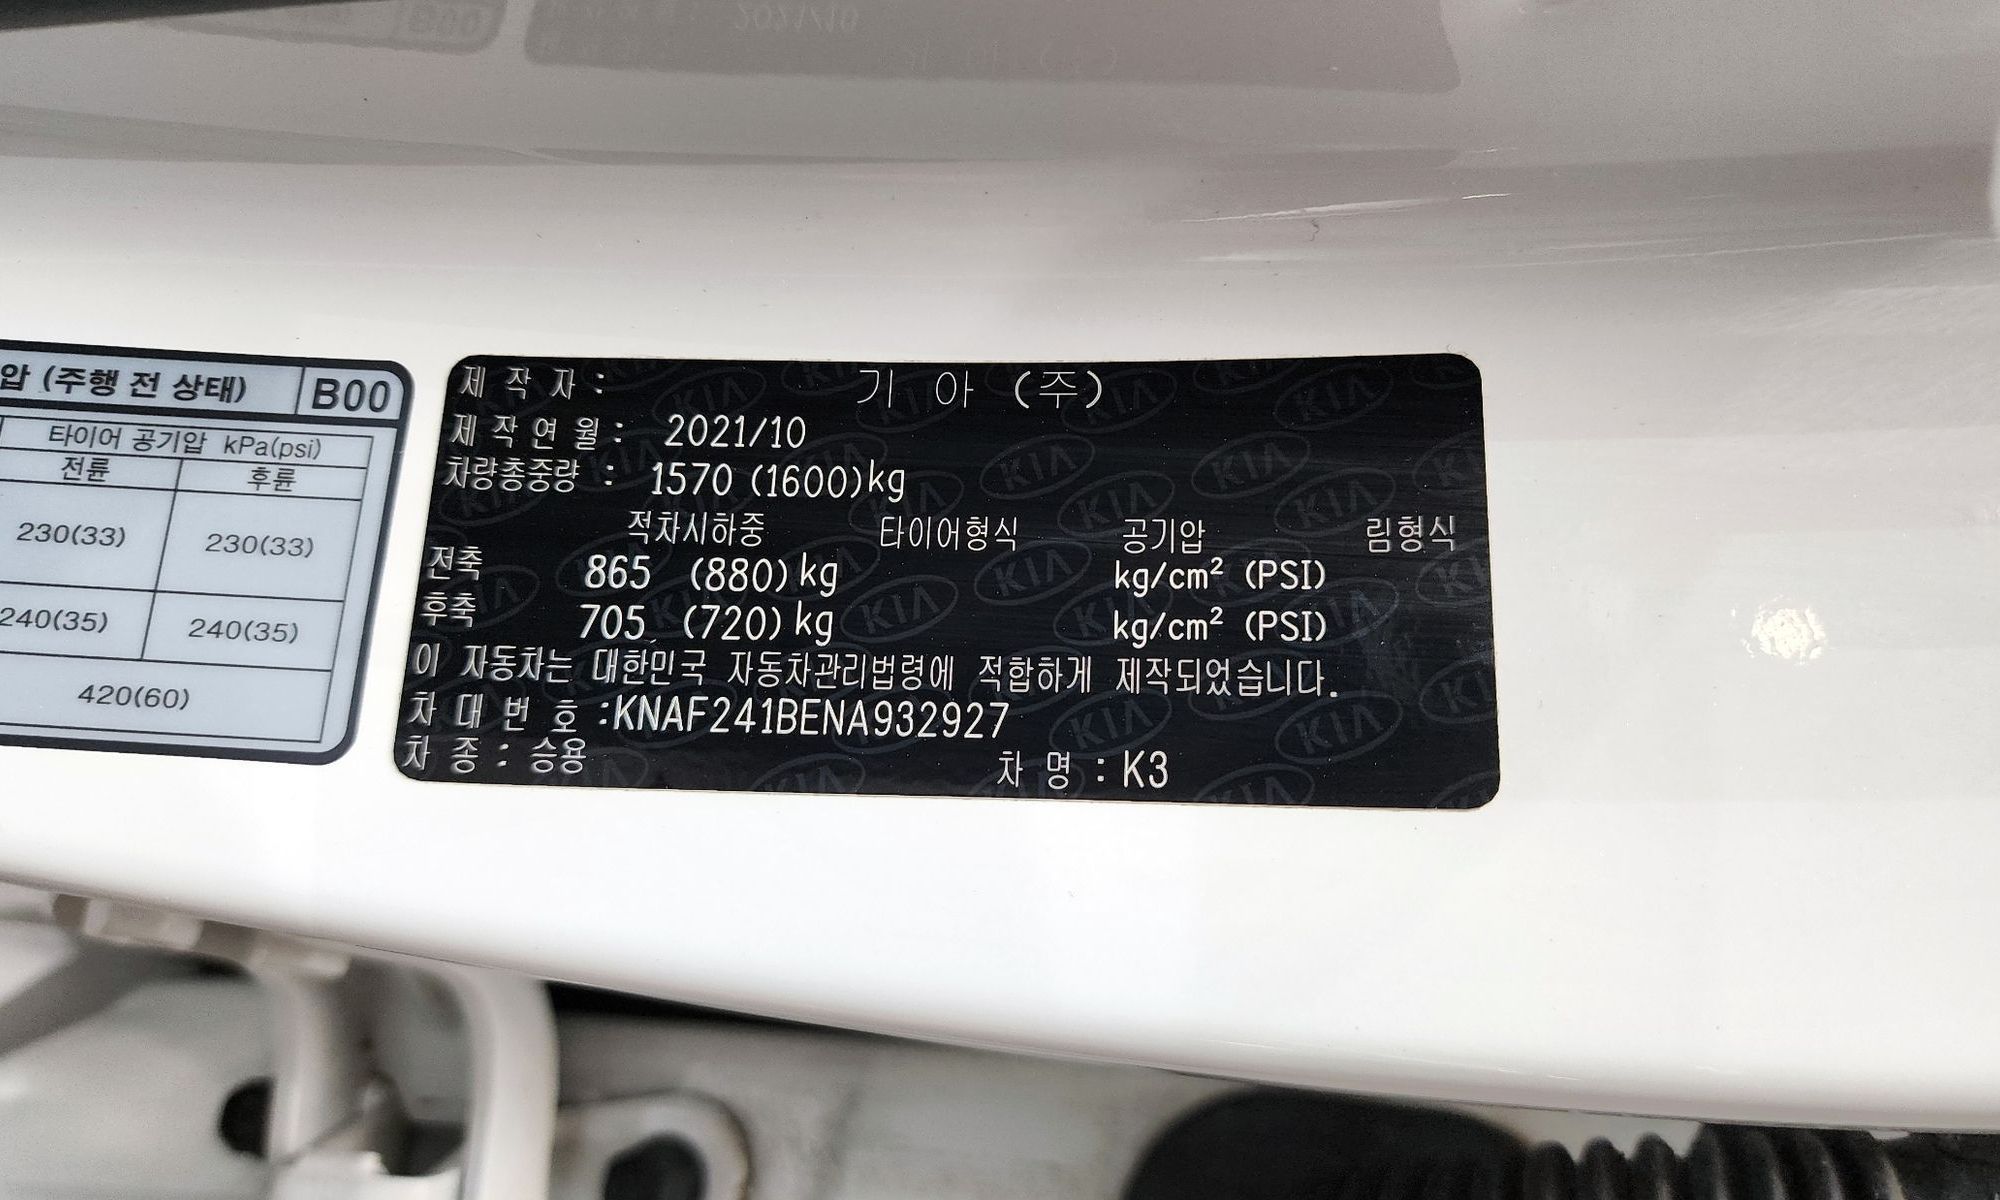 압 (주행 전 상태) B00
타이어 공기압 kPa(psi)
전륜 후륜
230(33) 230(33)
240(35) 240(35)
420(60)
제 작 자 : 기 아 (주)
제 작 연 월 : 2021/10
차량총중량 : 1570 (1600)kg
적차시하중 타이어형식 공기압 림형식
전축 865 (880)kg kg/cm² (PSI)
후축 705 (720)kg kg/cm² (PSI)
이 자동차는 대한민국 자동차관리법령에 적합하게 제작되었습니다.
차 대 번 호 :KNAF241BENA932927
차 종 : 승용 차 명 : K3